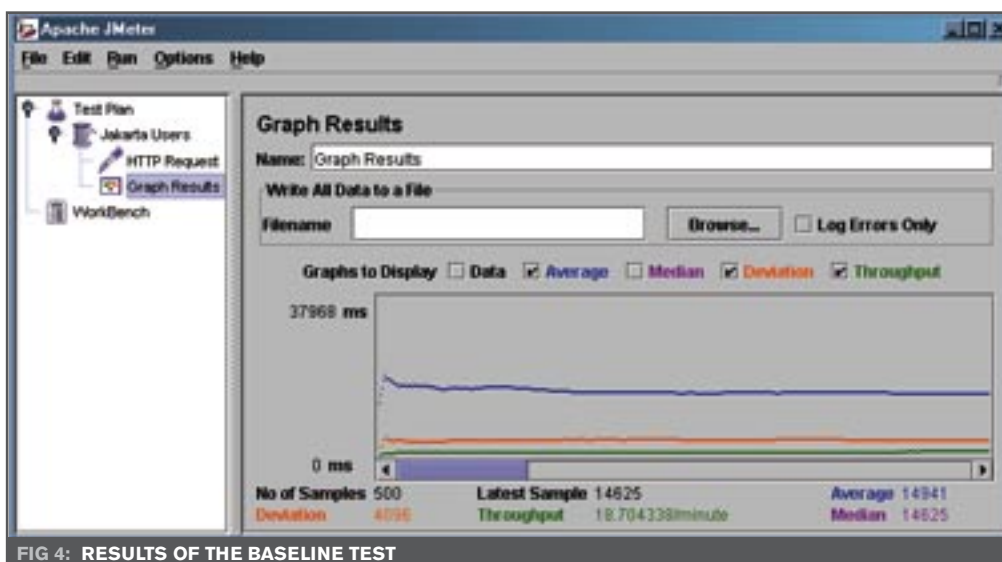 Apache JMeter
File Edit Run Options Help
Test Plan
Jakarta Users
HTTP Request
Graph Results
WorkBench
Graph Results
Name: Graph Results
Write All Data to a File
Filename Browse... Log Errors Only
Graphs to Display Data Average Median Deviation Throughput
37968 ms
0 ms
No of Samples 500 Latest Sample 14625 Average 14941
Deviation 4096 Throughput 18.704338/minute Median 14625
FIG 4: RESULTS OF THE BASELINE TEST